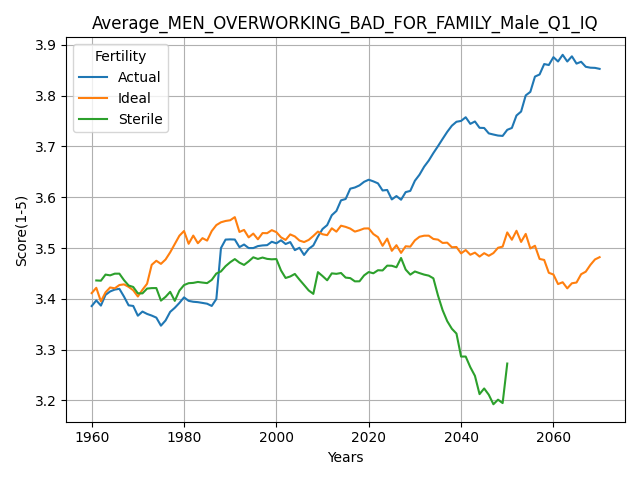 Average_MEN_OVERWORKING_BAD_FOR_FAMILY_Male_Q1_IQ
Fertility
Actual
Ideal
Sterile
Score(1-5)
3.9
3.8
3.7
3.6
3.5
3.4
3.3
3.2
1960 1980 2000 2020 2040 2060
Years